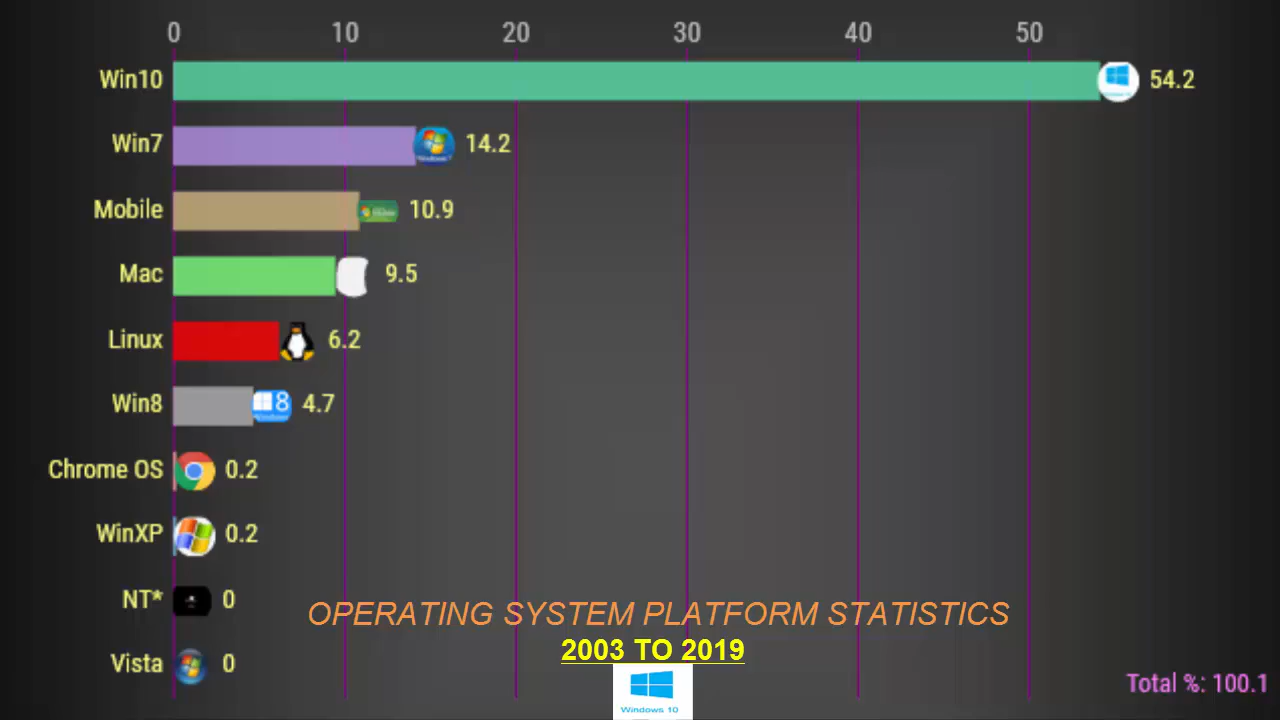 0 10 20 30 40 50
Win10 54.2
Win7 14.2
Mobile 10.9
Mac 9.5
Linux 6.2
Win8 8 4.7
Chrome OS 0.2
WinXP 0.2
NT* 0
OPERATING SYSTEM PLATFORM STATISTICS
2003 TO 2019
Vista 0
Windows 10
Total %: 100.1